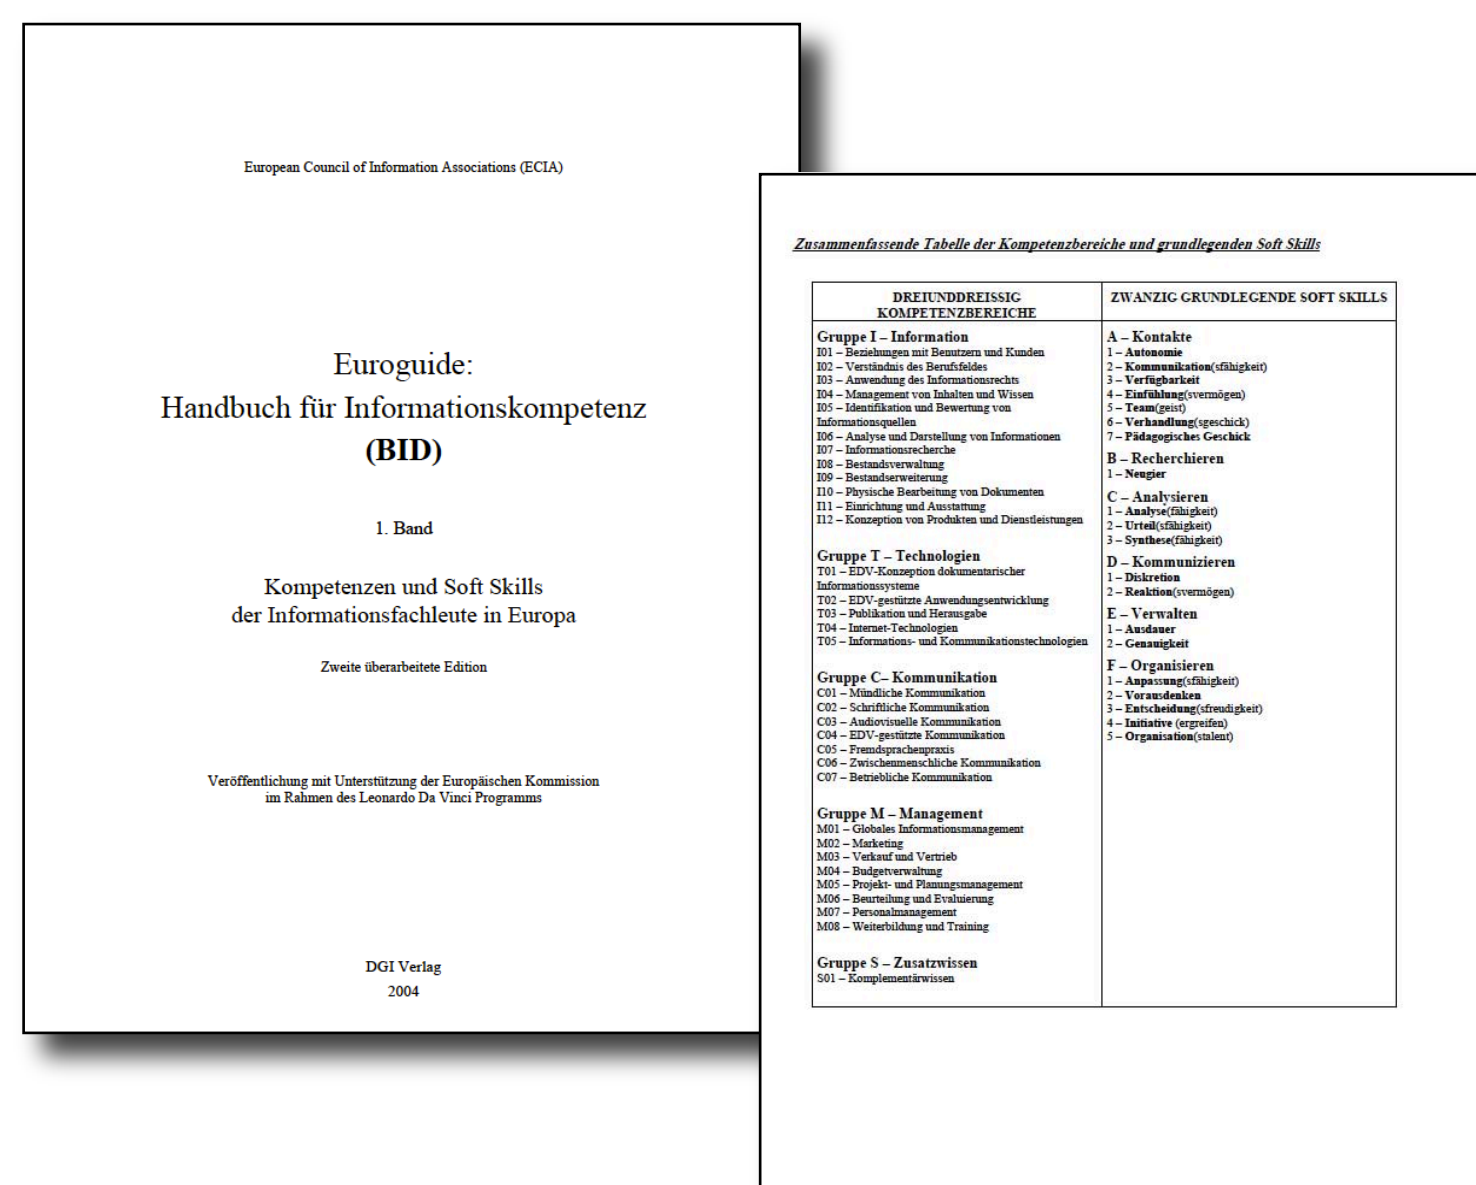 European Council of Information Associations (ECIA)
Euroguide:
Handbuch für Informationskompetenz
(BID)
1. Band
Kompetenzen und Soft Skills
der Informationsfachleute in Europa
Zweite überarbeitete Edition
Veröffentlichung mit Unterstützung der Europäischen Kommission
im Rahmen des Leonardo Da Vinci Programms
DGI Verlag
2004
Zusammenfassende Tabelle der Kompetenzbereiche und grundlegenden Soft Skills
DREIUNDDREISSIG
KOMPETENZBEREICHE
Gruppe I – Information
I01 – Beziehungen mit Benutzern und Kunden
I02 – Verständnis des Berufsfeldes
I03 – Anwendung des Informationsrechts
I04 – Management von Inhalten und Wissen
I05 – Identifikation und Bewertung von
Informationsquellen
I06 – Analyse und Darstellung von Informationen
I07 – Informationsrecherche
I08 – Bestandsverwaltung
I09 – Bestandserweiterung
I10 – Physische Bearbeitung von Dokumenten
I11 – Einrichtung und Ausstattung
I12 – Konzeption von Produkten und Dienstleistungen
Gruppe T – Technologien
T01 – EDV-Konzeption dokumentarischer
Informationssysteme
T02 – EDV-gestützte Anwendungsentwicklung
T03 – Publikation und Herausgabe
T04 – Internet-Technologien
T05 – Informations- und Kommunikationstechnologien
Gruppe C– Kommunikation
C01 – Mündliche Kommunikation
C02 – Schriftliche Kommunikation
C03 – Audiovisuelle Kommunikation
C04 – EDV-gestützte Kommunikation
C05 – Fremdsprachenpraxis
C06 – Zwischenmenschliche Kommunikation
C07 – Betriebliche Kommunikation
Gruppe M – Management
M01 – Globales Informationsmanagement
M02 – Marketing
M03 – Verkauf und Vertrieb
M04 – Budgetverwaltung
M05 – Projekt- und Planungsmanagement
M06 – Beurteilung und Evaluierung
M07 – Personalmanagement
M08 – Weiterbildung und Training
Gruppe S – Zusatzwissen
S01 – Komplementärwissen
ZWANZIG GRUNDLEGENDE SOFT SKILLS
A – Kontakte
1 – Autonomie
2 – Kommunikation(sfähigkeit)
3 – Verfügbarkeit
4 – Einfühlung(svermögen)
5 – Team(geist)
6 – Verhandlung(sgeschick)
7 – Pädagogisches Geschick
B – Recherchieren
1 – Neugier
C – Analysieren
1 – Analyse(fähigkeit)
2 – Urteil(sfähigkeit)
3 – Synthese(fähigkeit)
D – Kommunizieren
1 – Diskretion
2 – Reaktion(svermögen)
E – Verwalten
1 – Ausdauer
2 – Genauigkeit
F – Organisieren
1 – Anpassung(sfähigkeit)
2 – Vorausdenken
3 – Entscheidung(sfreudigkeit)
4 – Initiative (ergreifen)
5 – Organisation(stalent)